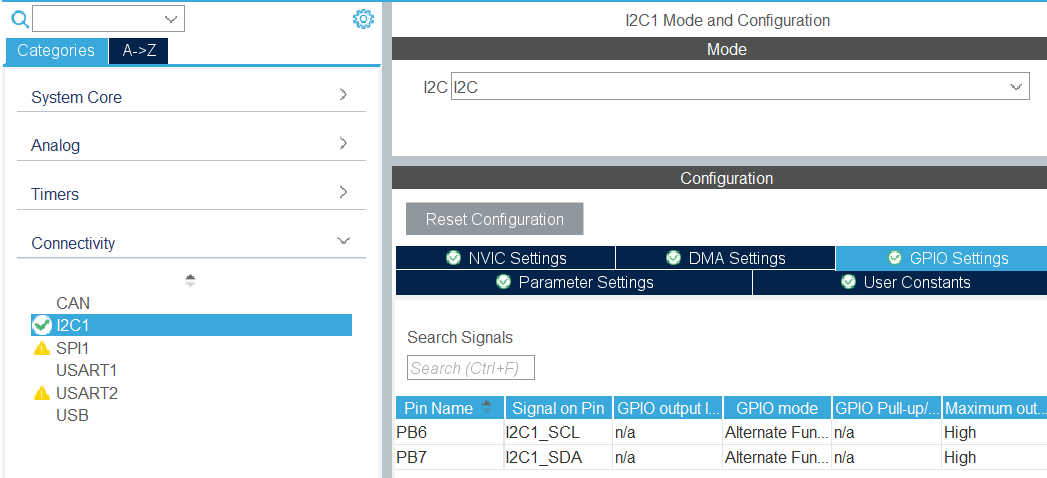 Categories
A->Z
System Core
Analog
Timers
Connectivity
CAN
I2C1
SPI1
USART1
USART2
USB
I2C1 Mode and Configuration
Mode
I2C I2C
Configuration
Reset Configuration
NVIC Settings DMA Settings GPIO Settings
Parameter Settings User Constants
Search Signals
Search (Ctrl+F)
Pin Name Signal on Pin GPIO output l... GPIO mode GPIO Pull-up/... Maximum out...
PB6 I2C1_SCL n/a Alternate Fun... n/a High
PB7 I2C1_SDA n/a Alternate Fun... n/a High